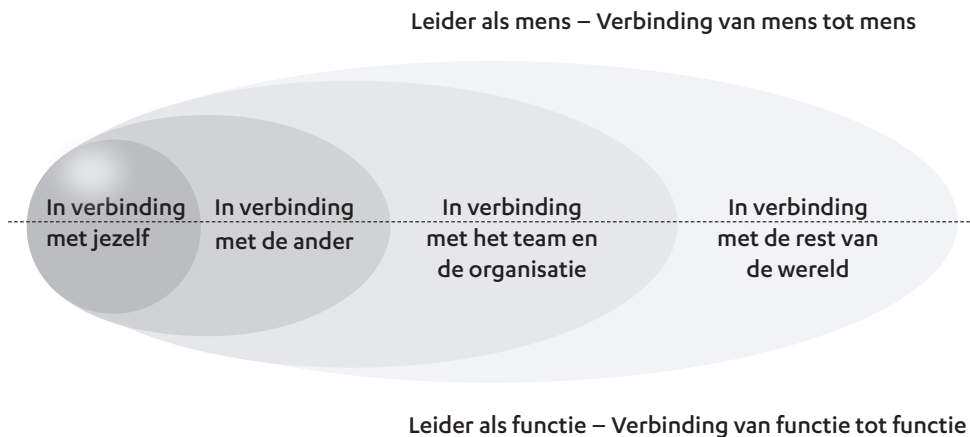 Leider als mens – Verbinding van mens tot mens
In verbinding
met jezelf
In verbinding
met de ander
In verbinding
met het team en
de organisatie
In verbinding
met de rest van
de wereld
Leider als functie – Verbinding van functie tot functie